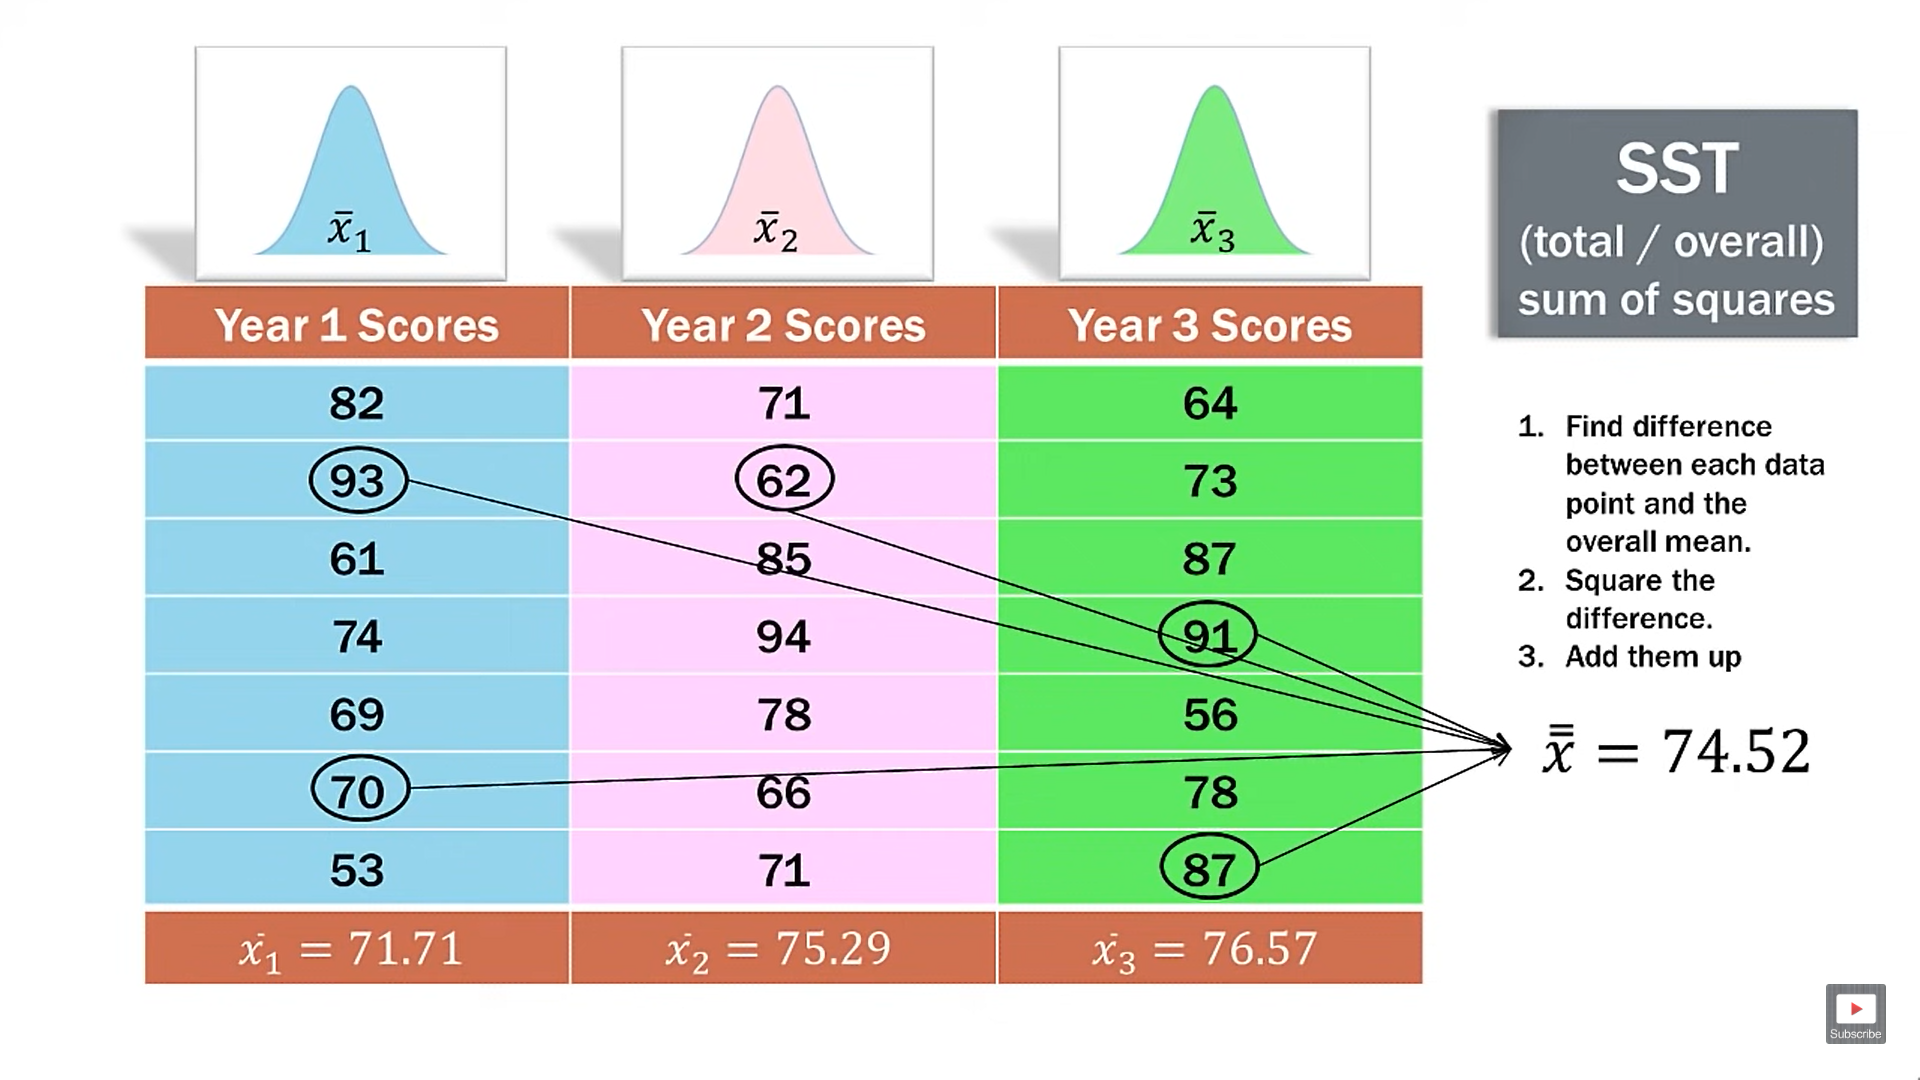 x̄₁
x̄₂
x̄₃
SST
(total / overall)
sum of squares
Year 1 Scores
Year 2 Scores
Year 3 Scores
82
71
64
93
62
73
61
85
87
74
94
91
69
78
56
70
66
78
53
71
87
x̄₁ = 71.71
x̄₂ = 75.29
x̄₃ = 76.57
1. Find difference
between each data
point and the
overall mean.
2. Square the
difference.
3. Add them up
x̿ = 74.52
Subscribe